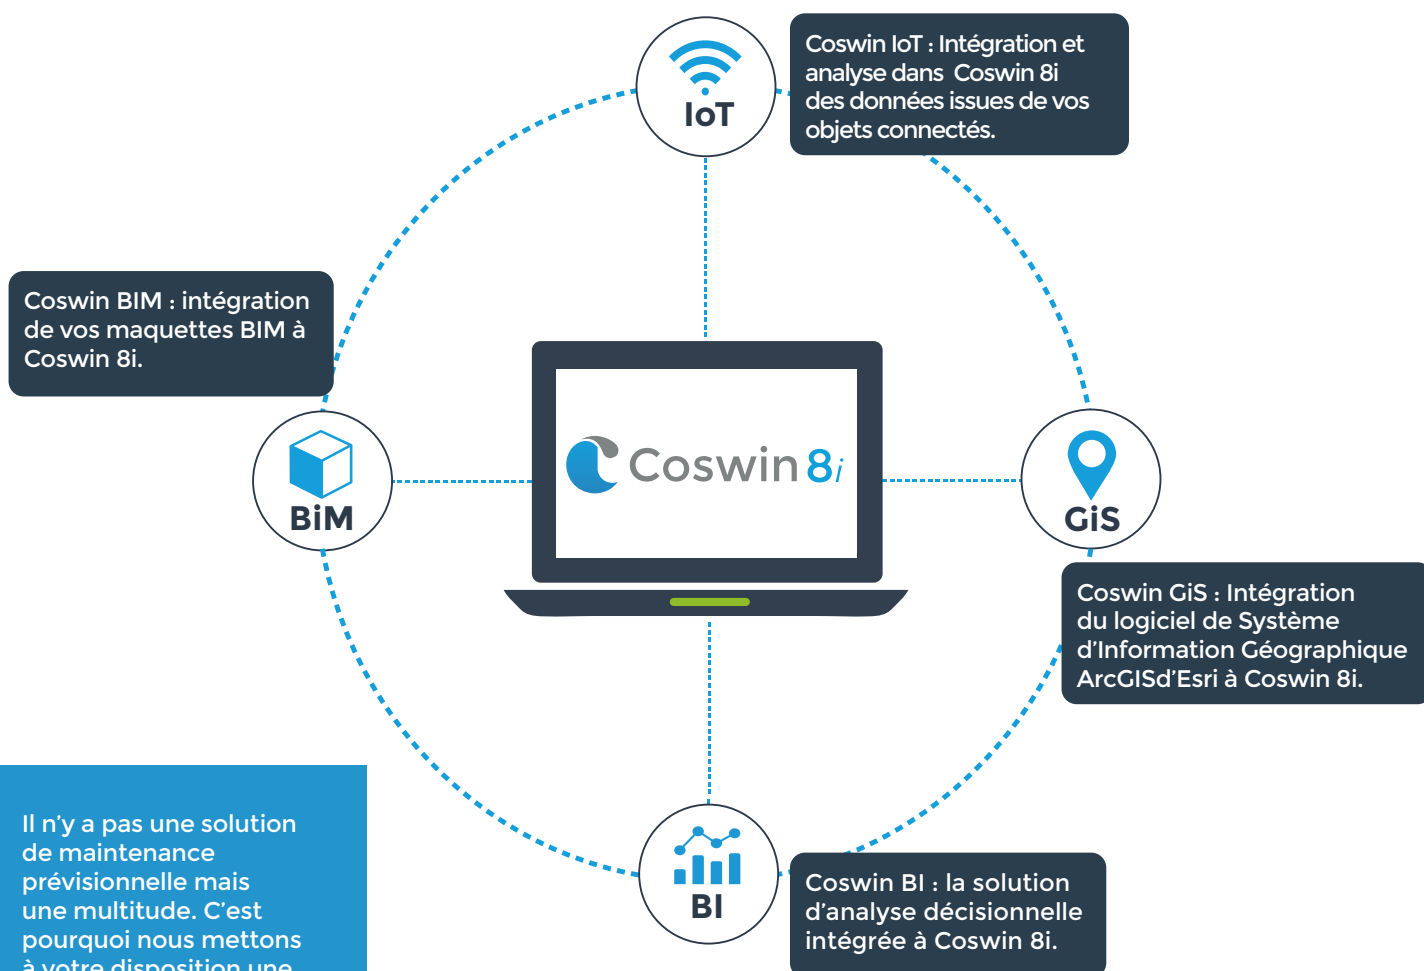 IoT
Coswin IoT : Intégration et
analyse dans Coswin 8i
des données issues de vos
objets connectés.
Coswin BIM : intégration
de vos maquettes BIM à
Coswin 8i.
BiM
Coswin 8i
GiS
Coswin GiS : Intégration
du logiciel de Système
d'Information Géographique
ArcGISd'Esri à Coswin 8i.
Il n'y a pas une solution
de maintenance
prévisionnelle mais
une multitude. C'est
pourquoi nous mettons
à votre disposition une
BI
Coswin BI : la solution
d'analyse décisionnelle
intégrée à Coswin 8i.